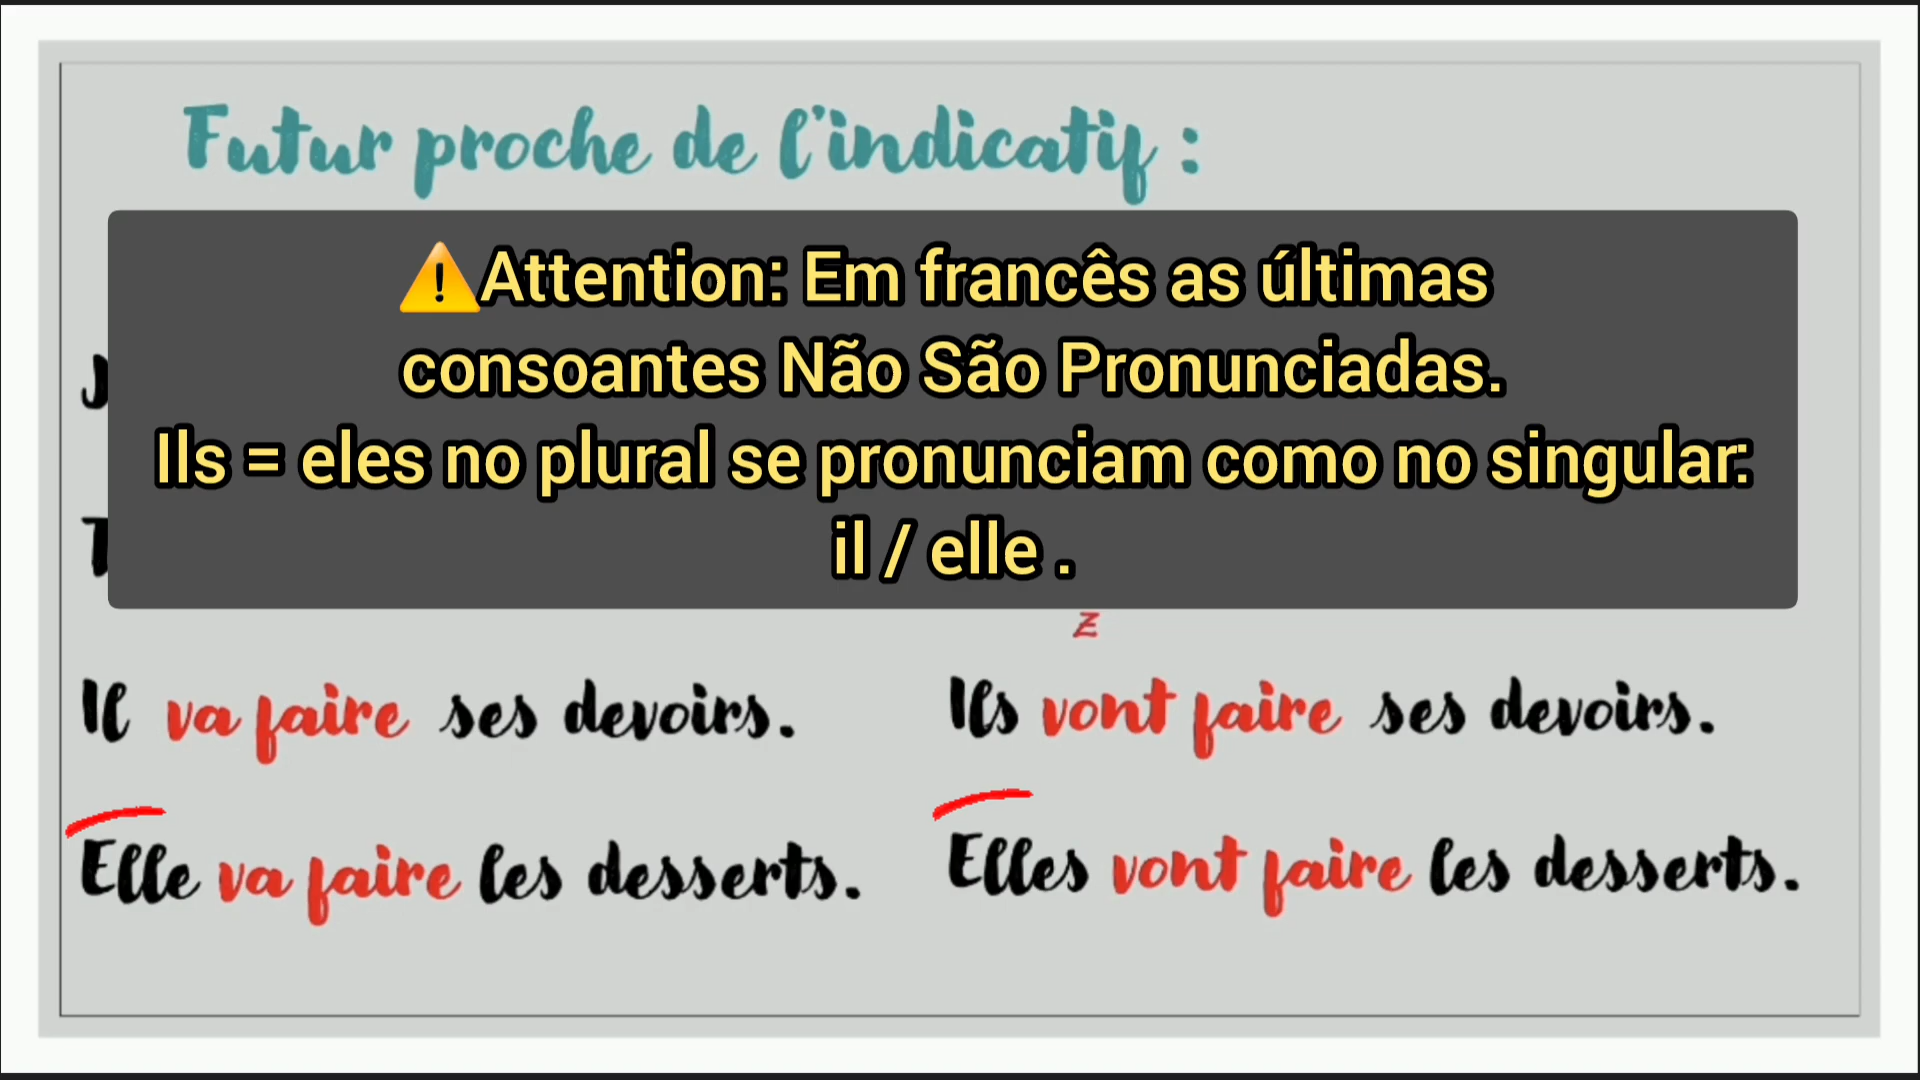 Futur proche de l'indicatif :
⚠️Attention: Em francês as últimas
consoantes Não São Pronunciadas.
Ils = eles no plural se pronunciam como no singular:
il / elle .
z
Il va faire ses devoirs.
Ils vont faire ses devoirs.
Elle va faire les desserts.
Elles vont faire les desserts.